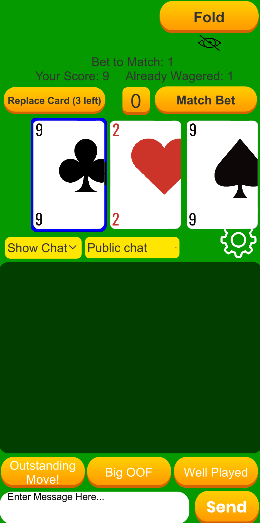 Fold
Bet to Match: 1
Your Score: 9 Already Wagered: 1
Replace Card (3 left) 0 Match Bet
9 2 9
9 2 9
Show Chat Public chat
Outstanding Move! Big OOF Well Played
Enter Message Here...
Send